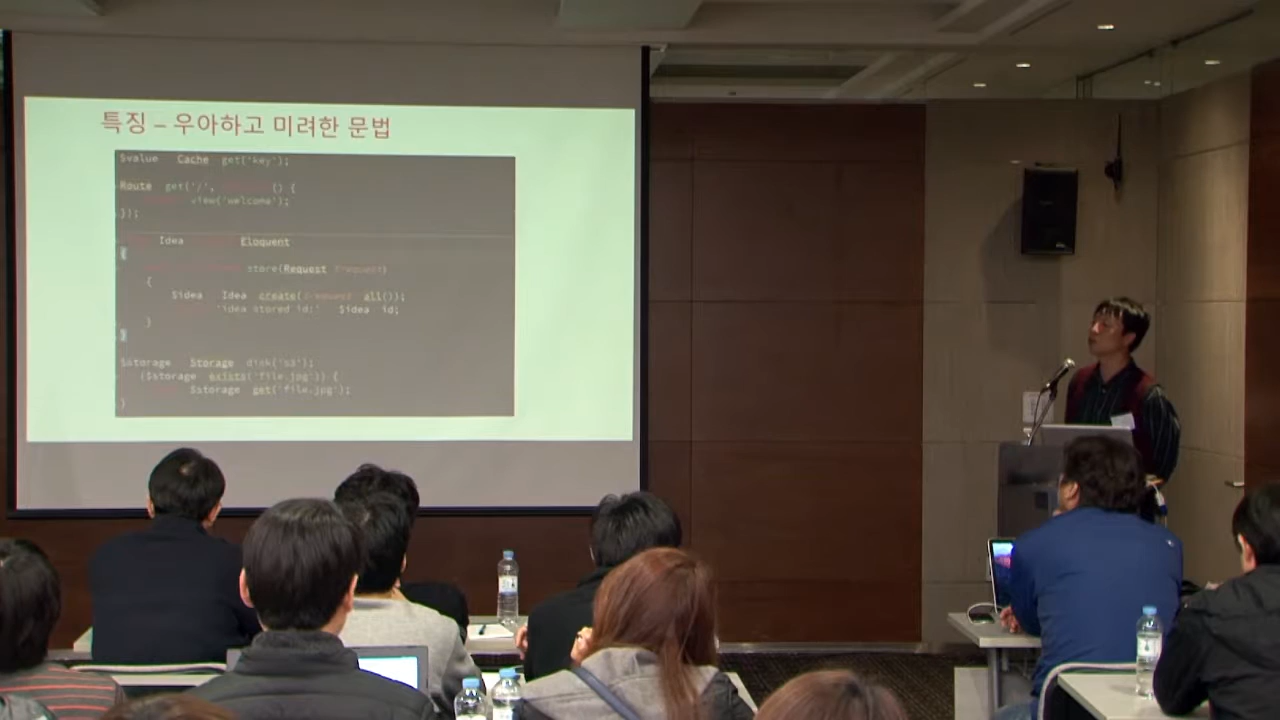 특징 – 우아하고 미려한 문법
$value Cache get('key');
Route get('/', () {
view('welcome');
});
Idea Eloquent
{
store(Request $request)
{
$idea Idea create($request all());
'idea stored id:' $idea id;
}
}
$storage Storage disk('s3');
($storage exists('file.jpg')) {
$storage get('file.jpg');
}